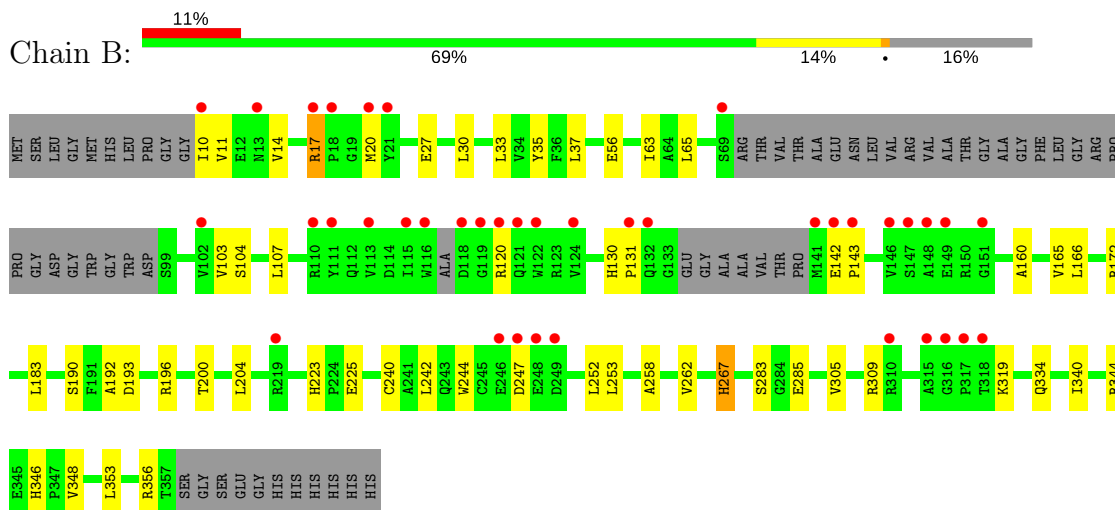 11%
Chain B:
69% 14% • 16%
MET SER LEU GLY MET HIS LEU PRO GLY GLY I10 V11 E12 N13 V14 R17 P18 G19 M20 Y21 E27 L30 L33 V34 Y35 F36 L37 E56 I63 A64 L65 S69 ARG THR VAL THR ALA GLU ASN LEU VAL ARG VAL ALA THR GLY ALA GLY PHE LEU GLY ARG PRO
PRO GLY ASP GLY TRP GLY TRP ASP S99 V102 V103 S104 L107 R110 Y111 Q112 V113 D114 I115 W116 ALA D118 G119 R120 Q121 W122 R123 V124 H130 P131 Q132 G133 GLU GLY ALA ALA VAL THR PRO M141 E142 P143 V146 S147 A148 E149 R150 G151 A160 V165 L166 R172
L183 S190 F191 A192 D193 R196 T200 L204 R219 H223 P224 E225 C240 A241 L242 Q243 W244 C245 E246 D247 E248 D249 L252 L253 A258 V262 H267 S283 G284 E285 V305 R309 R310 A315 G316 P317 T318 K319 Q334 I340 R344
E345 H346 P347 V348 L353 R356 T357 SER GLY SER GLU GLY HIS HIS HIS HIS HIS HIS